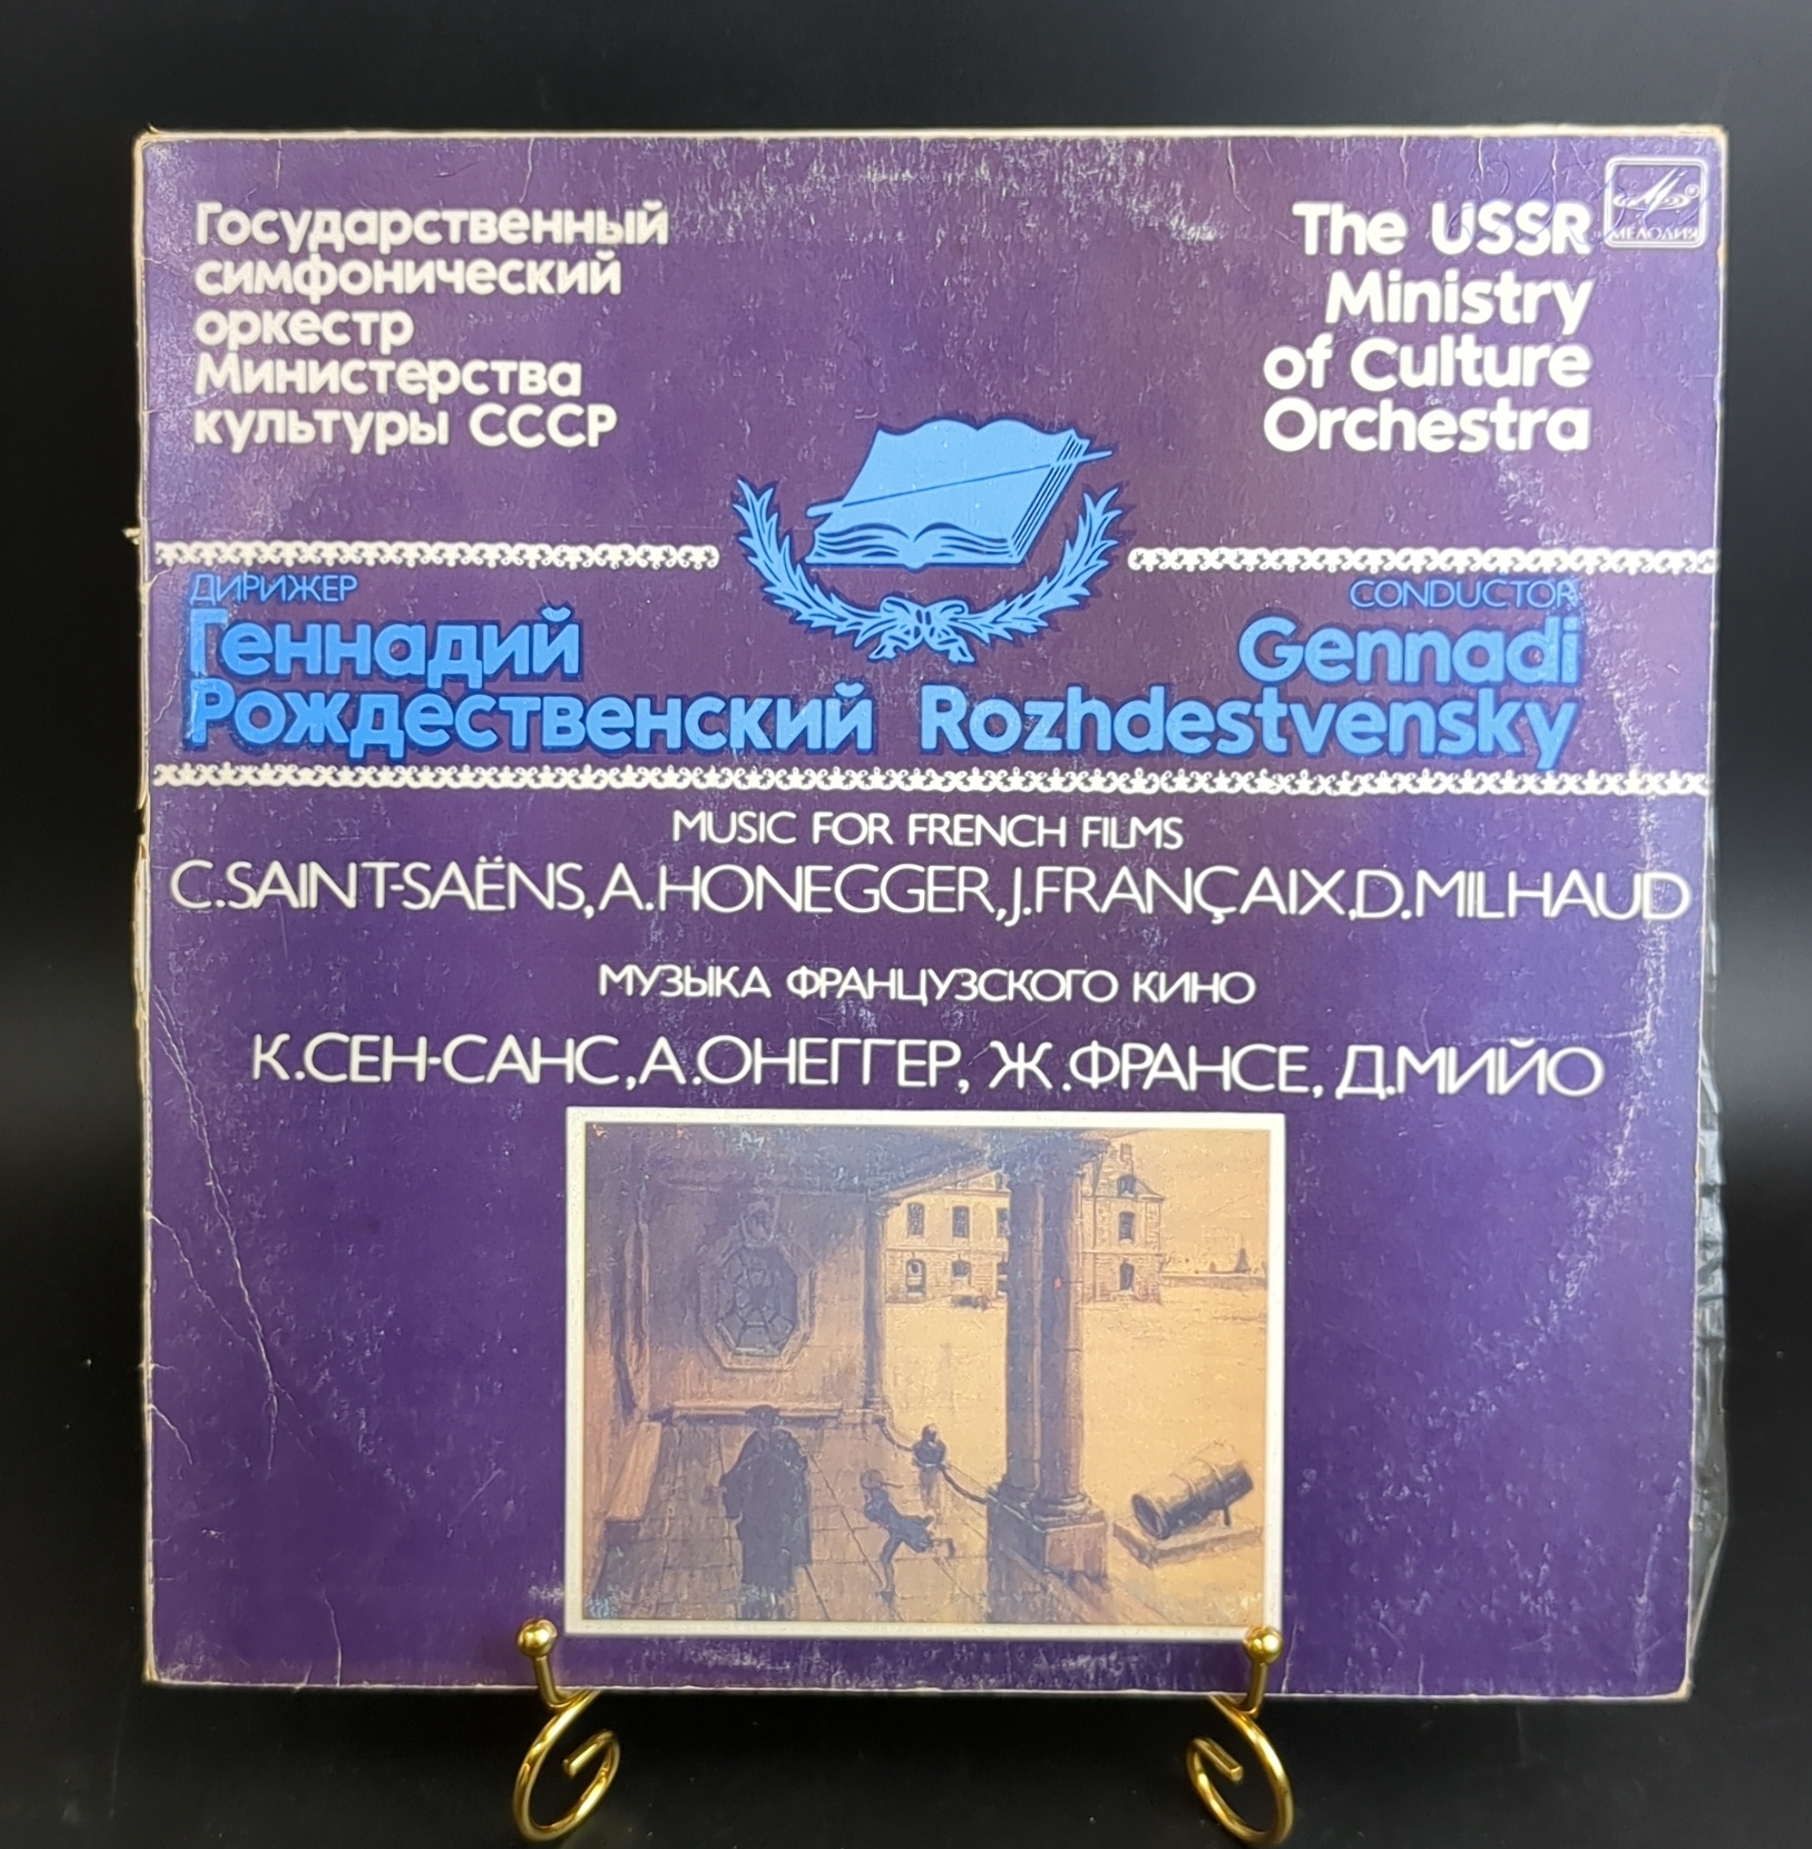 Государственный
симфонический
оркестр
Министерства
культуры СССР
The USSR
Ministry
of Culture
Orchestra
МЕЛОДИЯ
ДИРИЖЕР
Геннадий
Рождественский
CONDUCTOR
Gennadi
Rozhdestvensky
MUSIC FOR FRENCH FILMS
C.SAINT-SAËNS, A.HONEGGER, J.FRANÇAIX, D.MILHAUD
МУЗЫКА ФРАНЦУЗСКОГО КИНО
К.СЕН-САНС, А.ОНЕГГЕР, Ж.ФРАНСЕ, Д.МИЙО